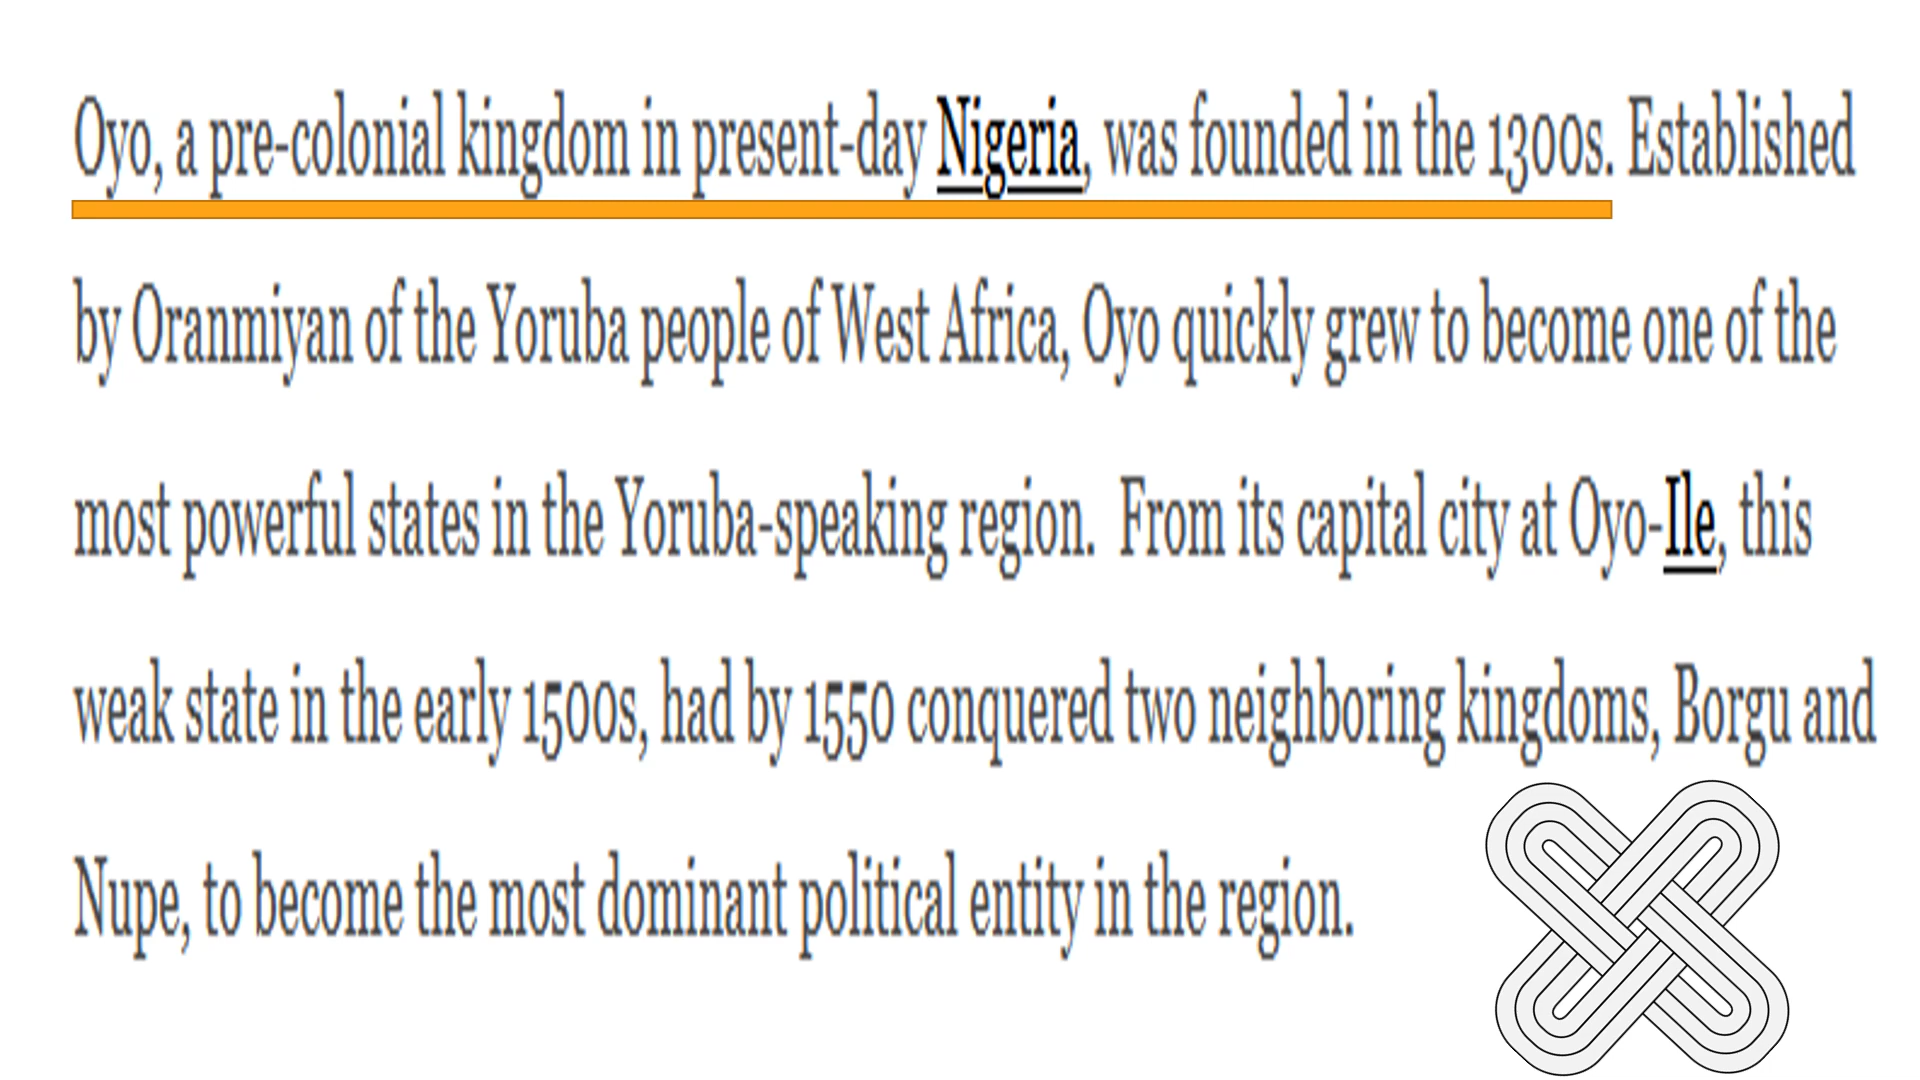 Oyo, a pre-colonial kingdom in present-day Nigeria, was founded in the 1300s. Established
by Oranmiyan of the Yoruba people of West Africa, Oyo quickly grew to become one of the
most powerful states in the Yoruba-speaking region.  From its capital city at Oyo-Ile, this
weak state in the early 1500s, had by 1550 conquered two neighboring kingdoms, Borgu and
Nupe, to become the most dominant political entity in the region.